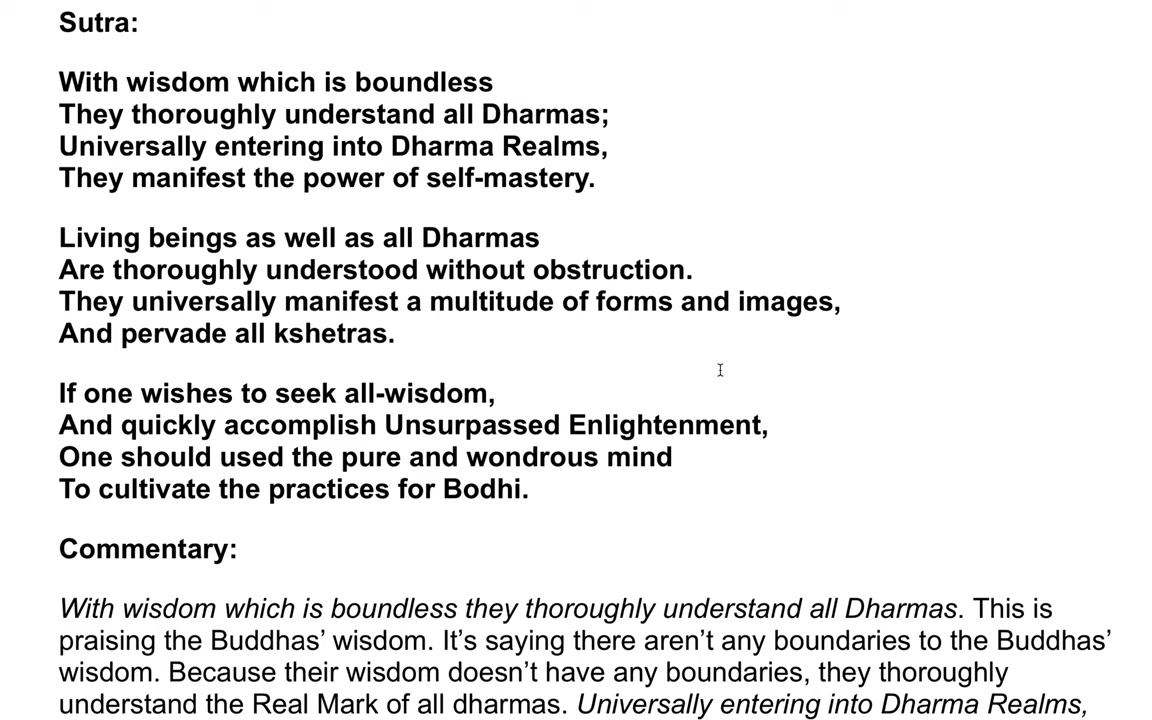 Sutra:
With wisdom which is boundless
They thoroughly understand all Dharmas;
Universally entering into Dharma Realms,
They manifest the power of self-mastery.
Living beings as well as all Dharmas
Are thoroughly understood without obstruction.
They universally manifest a multitude of forms and images,
And pervade all kshetras.
If one wishes to seek all-wisdom,
And quickly accomplish Unsurpassed Enlightenment,
One should used the pure and wondrous mind
To cultivate the practices for Bodhi.
Commentary:
With wisdom which is boundless they thoroughly understand all Dharmas. This is
praising the Buddhas’ wisdom. It’s saying there aren’t any boundaries to the Buddhas’
wisdom. Because their wisdom doesn’t have any boundaries, they thoroughly
understand the Real Mark of all dharmas. Universally entering into Dharma Realms,